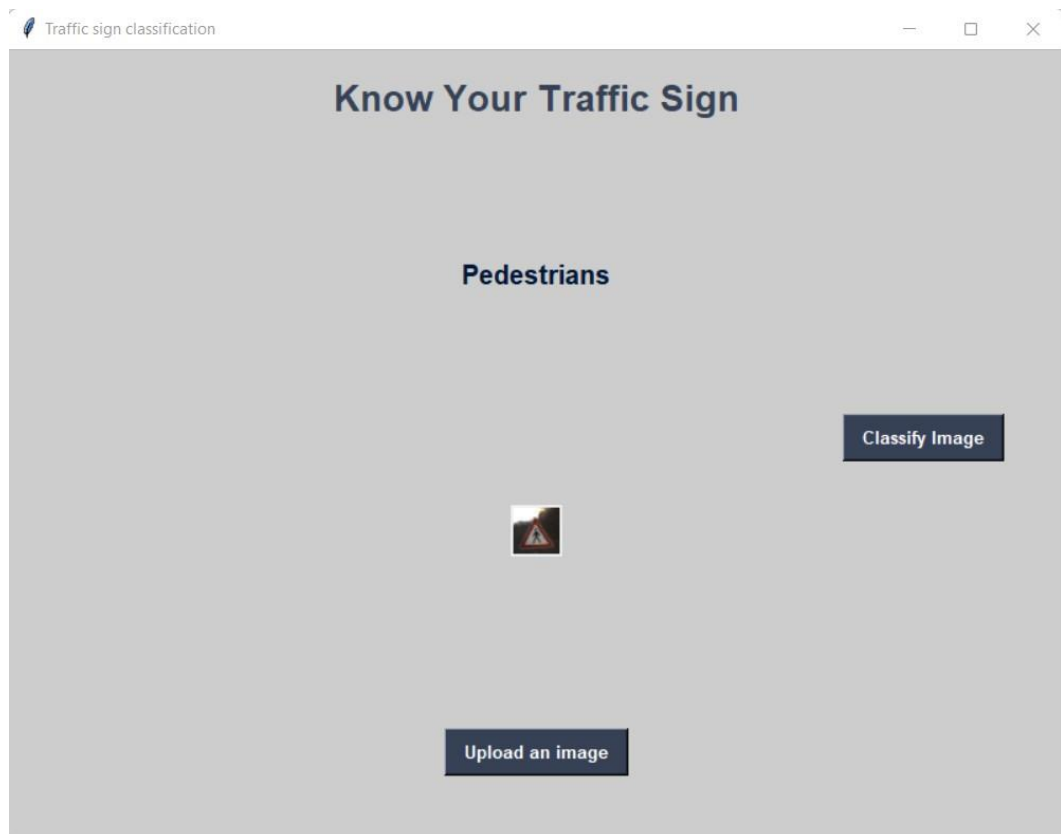 Traffic sign classification
Know Your Traffic Sign
Pedestrians
Classify Image
Upload an image